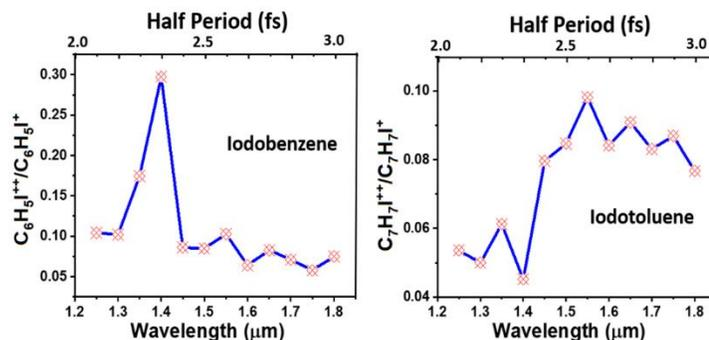 Half Period (fs)
2.0 2.5 3.0
0.30
0.25
0.20
0.15
0.10
0.05
C₆H₅I⁺⁺/C₆H₅I⁺
Iodobenzene
1.2 1.3 1.4 1.5 1.6 1.7 1.8
Wavelength (μm)
Half Period (fs)
2.0 2.5 3.0
0.10
0.08
0.06
0.04
C₇H₇I⁺⁺/C₇H₇I⁺
Iodotoluene
1.2 1.3 1.4 1.5 1.6 1.7 1.8
Wavelength (μm)